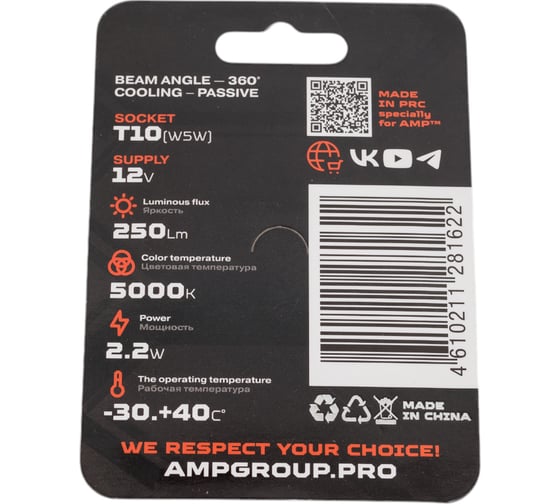 BEAM ANGLE — 360°
COOLING — PASSIVE
SOCKET
T10(W5W)
SUPPLY
12V
Luminous flux
Яркость
250Lm
Color temperature
Цветовая температура
5000K
Power
Мощность
2.2W
The operating temperature
Рабочая температура
-30.+40C°
MADE
IN PRC
specially
for AMP™
4 610211 281622
MADE
IN CHINA
WE RESPECT YOUR CHOICE!
AMPGROUP.PRO